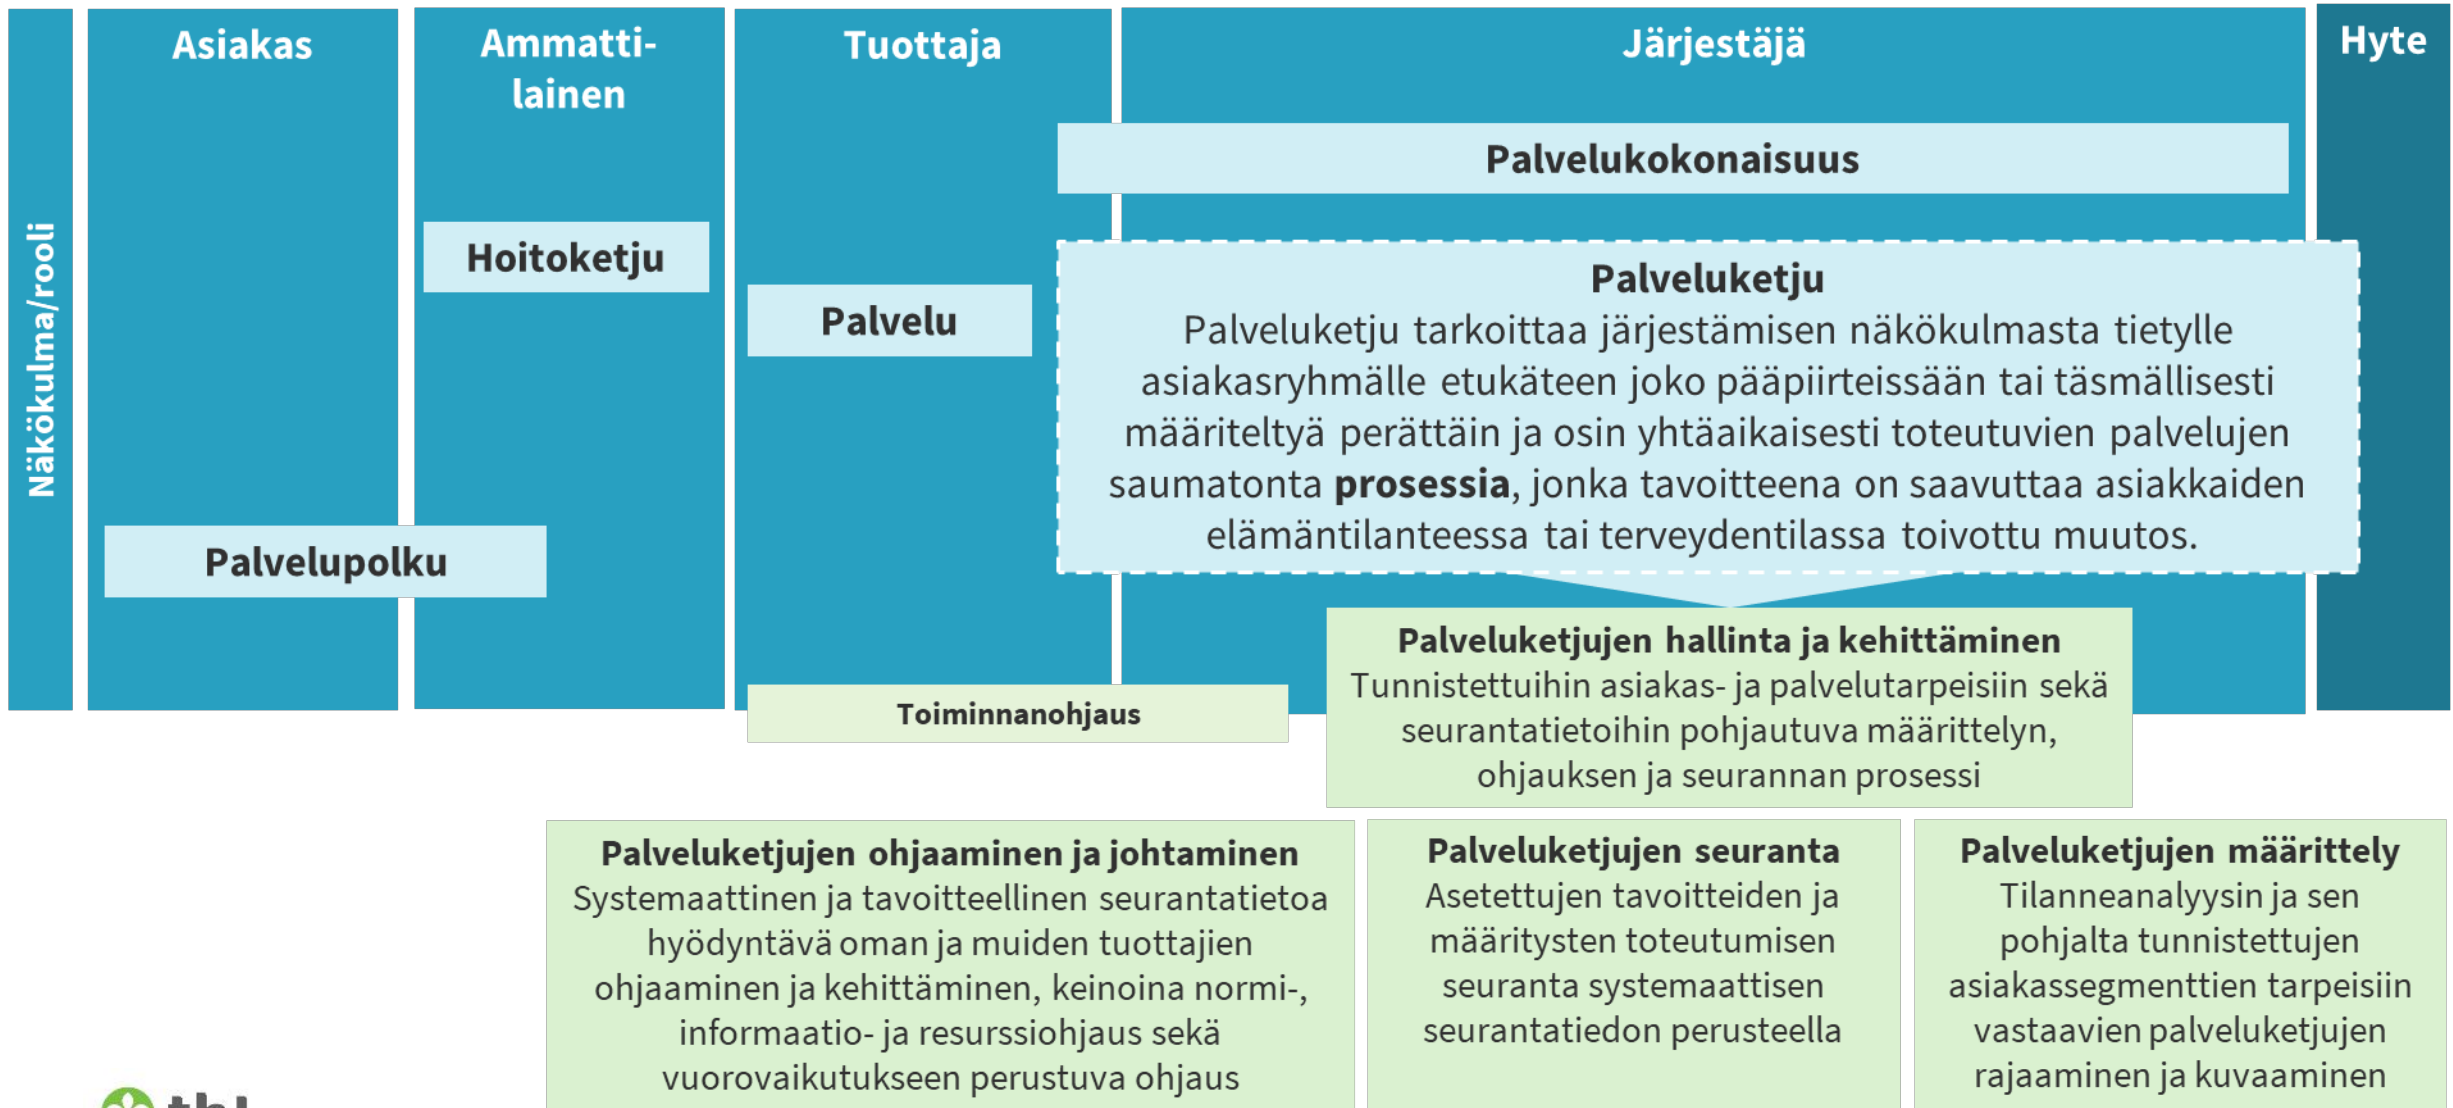 Näkökulma/rooli
Asiakas
Ammatti-
lainen
Tuottaja
Järjestäjä
Hyte
Palvelukokonaisuus
Hoitoketju
Palvelu
Palveluketju
Palveluketju tarkoittaa järjestämisen näkökulmasta tietylle
asiakasryhmälle etukäteen joko pääpiirteissään tai täsmällisesti
määriteltyä perättäin ja osin yhtäaikaisesti toteutuvien palvelujen
saumatonta prosessia, jonka tavoitteena on saavuttaa asiakkaiden
elämäntilanteessa tai terveydentilassa toivottu muutos.
Palvelupolku
Toiminnanohjaus
Palveluketjujen hallinta ja kehittäminen
Tunnistettuihin asiakas- ja palvelutarpeisiin sekä
seurantatietoihin pohjautuva määrittelyn,
ohjauksen ja seurannan prosessi
Palveluketjujen ohjaaminen ja johtaminen
Systemaattinen ja tavoitteellinen seurantatietoa
hyödyntävä oman ja muiden tuottajien
ohjaaminen ja kehittäminen, keinoina normi-,
informaatio- ja resurssiohjaus sekä
vuorovaikutukseen perustuva ohjaus
Palveluketjujen seuranta
Asetettujen tavoitteiden ja
määritysten toteutumisen
seuranta systemaattisen
seurantatiedon perusteella
Palveluketjujen määrittely
Tilanneanalyysin ja sen
pohjalta tunnistettujen
asiakassegmenttien tarpeisiin
vastaavien palveluketjujen
rajaaminen ja kuvaaminen